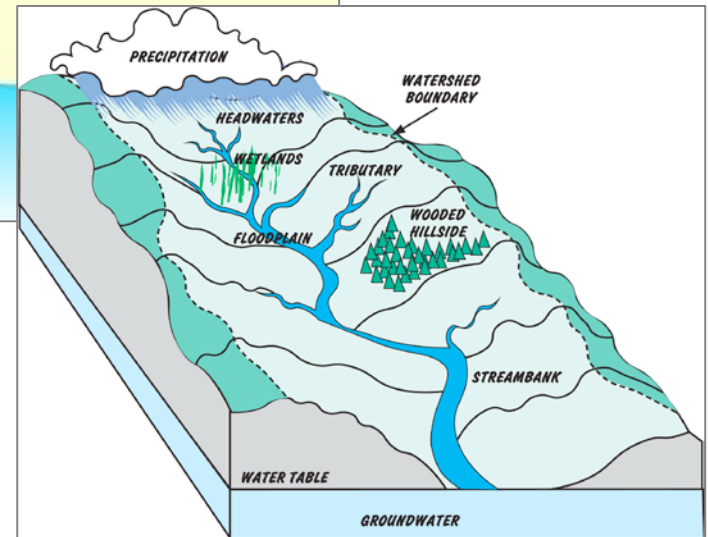 PRECIPITATION
WATERSHED
BOUNDARY
HEADWATERS
WETLANDS
TRIBUTARY
WOODED
HILLSIDE
FLOODPLAIN
STREAMBANK
WATER TABLE
GROUNDWATER